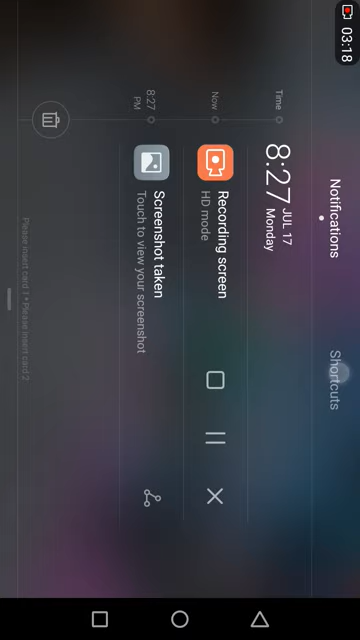 03:18
Notifications
Shortcuts
Time
8:27
JUL 17
Monday
Now
Recording screen
HD mode
8:27
PM
Screenshot taken
Touch to view your screenshot
Please insert card 1 • Please insert card 2